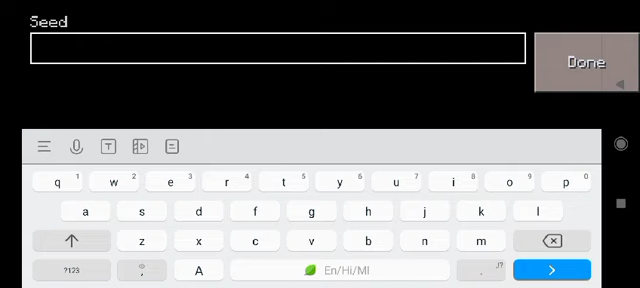 Seed
Done
q 1 w 2 e 3 r 4 t 5 y 6 u 7 i 8 o 9 p 0
a s d f g h j k l
z x c v b n m
?123 , A En/Hi/Ml . !?